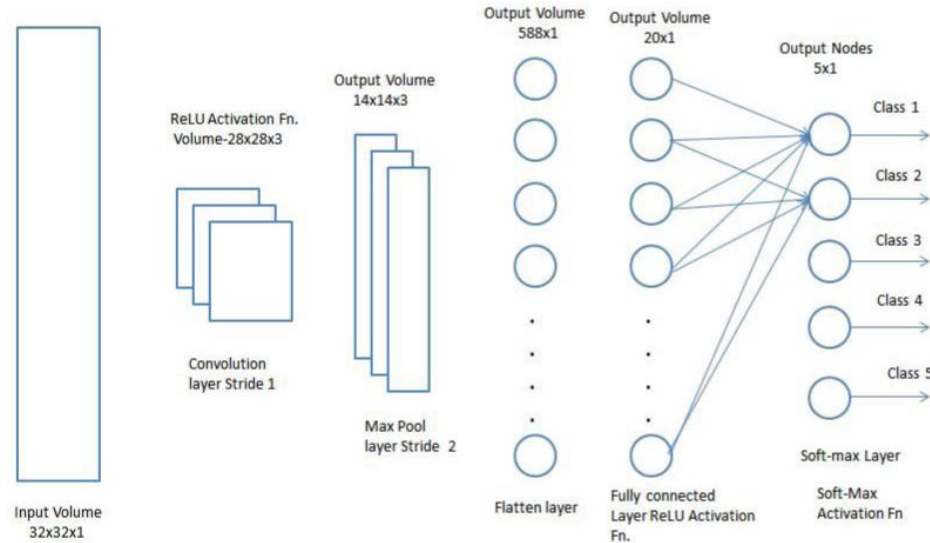 Input Volume
32x32x1
ReLU Activation Fn.
Volume-28x28x3
Convolution
layer Stride 1
Output Volume
14x14x3
Max Pool
layer Stride 2
Output Volume
588x1
Flatten layer
Output Volume
20x1
Fully connected
Layer ReLU Activation
Fn.
Output Nodes
5x1
Class 1
Class 2
Class 3
Class 4
Class 5
Soft-max Layer
Soft-Max
Activation Fn